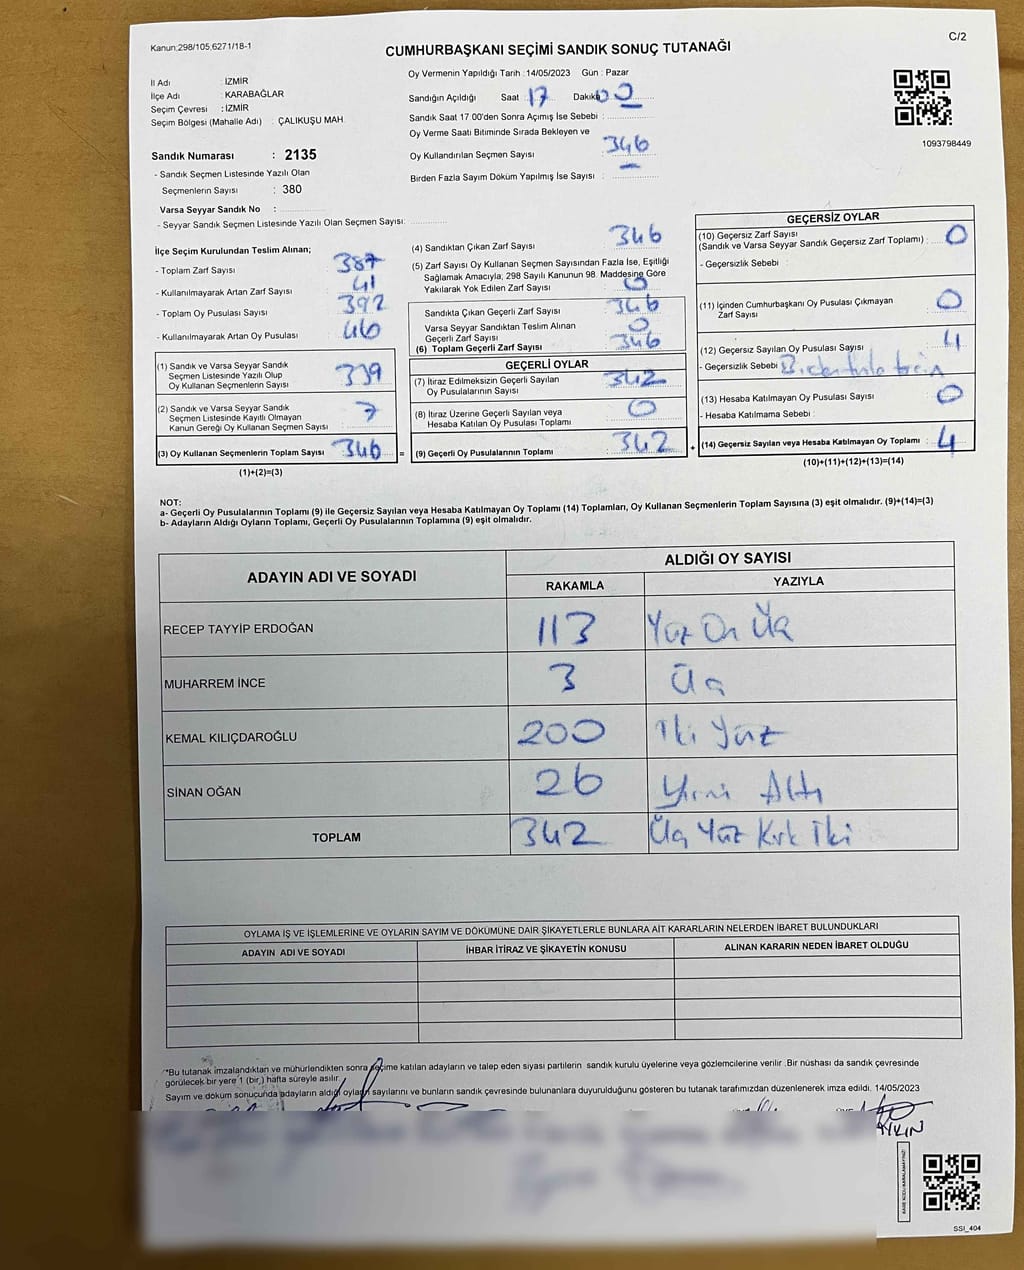 Kanun;298/105,6271/18-1
C/2
CUMHURBAŞKANI SEÇİMİ SANDIK SONUÇ TUTANAĞI
İl Adı : İZMİR
İlçe Adı : KARABAĞLAR
Seçim Çevresi : İZMİR
Seçim Bölgesi (Mahalle Adı) : ÇALIKUŞU MAH.
Sandık Numarası : 2135
- Sandık Seçmen Listesinde Yazılı Olan
Seçmenlerin Sayısı : 380
Varsa Seyyar Sandık No :
- Seyyar Sandık Seçmen Listesinde Yazılı Olan Seçmen Sayısı:
Oy Vermenin Yapıldığı Tarih : 14/05/2023 Gün : Pazar
Sandığın Açıldığı Saat 17 Dakika 00
Sandık Saat 17.00'den Sonra Açımış İse Sebebi :
Oy Verme Saati Bitiminde Sırada Bekleyen ve
Oy Kullandırılan Seçmen Sayısı 346
Birden Fazla Sayım Döküm Yapılmış İse Sayısı : -
1093798449
İlçe Seçim Kurulundan Teslim Alınan;
- Toplam Zarf Sayısı 387
- Kullanılmayarak Artan Zarf Sayısı 41
- Toplam Oy Pusulası Sayısı 392
- Kullanılmayarak Artan Oy Pusulası 46
(1) Sandık ve Varsa Seyyar Sandık
Seçmen Listesinde Yazılı Olup
Oy Kullanan Seçmenlerin Sayısı 339
(2) Sandık ve Varsa Seyyar Sandık
Seçmen Listesinde Kayıtlı Olmayan
Kanun Gereği Oy Kullanan Seçmen Sayısı 7
(3) Oy Kullanan Seçmenlerin Toplam Sayısı 346 =
(1)+(2)=(3)
(4) Sandıktan Çıkan Zarf Sayısı 346
(5) Zarf Sayısı Oy Kullanan Seçmen Sayısından Fazla İse, Eşitliği
Sağlamak Amacıyla; 298 Sayılı Kanunun 98. Maddesine Göre
Yakılarak Yok Edilen Zarf Sayısı 0
Sandıkta Çıkan Geçerli Zarf Sayısı 346
Varsa Seyyar Sandıktan Teslim Alınan
Geçerli Zarf Sayısı 0
(6) Toplam Geçerli Zarf Sayısı 346
GEÇERLİ OYLAR
(7) İtiraz Edilmeksizin Geçerli Sayılan
Oy Pusulalarının Sayısı 342
(8) İtiraz Üzerine Geçerli Sayılan veya
Hesaba Katılan Oy Pusulası Toplamı 0
(9) Geçerli Oy Pusulalarının Toplamı 342 +
GEÇERSİZ OYLAR
(10) Geçersiz Zarf Sayısı
(Sandık ve Varsa Seyyar Sandık Geçersiz Zarf Toplamı) : 0
- Geçersizlik Sebebi :
(11) İçinden Cumhurbaşkanı Oy Pusulası Çıkmayan
Zarf Sayısı 0
(12) Geçersiz Sayılan Oy Pusulası Sayısı 4
- Geçersizlik Sebebi
(13) Hesaba Katılmayan Oy Pusulası Sayısı 0
- Hesaba Katılmama Sebebi :
(14) Geçersiz Sayılan veya Hesaba Katılmayan Oy Toplamı : 4
(10)+(11)+(12)+(13)=(14)
NOT:
a- Geçerli Oy Pusulalarının Toplamı (9) ile Geçersiz Sayılan veya Hesaba Katılmayan Oy Toplamı (14) Toplamları, Oy Kullanan Seçmenlerin Toplam Sayısına (3) eşit olmalıdır. (9)+(14)=(3)
b- Adayların Aldığı Oyların Toplamı, Geçerli Oy Pusulalarının Toplamına (9) eşit olmalıdır.
ADAYIN ADI VE SOYADI
ALDIĞI OY SAYISI
RAKAMLA YAZIYLA
RECEP TAYYİP ERDOĞAN 113 Yüz On Üç
MUHARREM İNCE 3 Üç
KEMAL KILIÇDAROĞLU 200 İki Yüz
SİNAN OĞAN 26 Yirmi Altı
TOPLAM 342 Üç Yüz Kırk İki
OYLAMA İŞ VE İŞLEMLERİNE VE OYLARIN SAYIM VE DÖKÜMÜNE DAİR ŞİKAYETLERLE BUNLARA AİT KARARLARIN NELERDEN İBARET BULUNDUKLARI
ADAYIN ADI VE SOYADI İHBAR İTİRAZ VE ŞİKAYETİN KONUSU ALINAN KARARIN NEDEN İBARET OLDUĞU
*Bu tutanak imzalandıktan ve mühürlendikten sonra seçime katılan adayların ve talep eden siyasi partilerin sandık kurulu üyelerine veya gözlemcilerine verilir .Bir nüshası da sandık çevresinde
görülecek bir yere 1 (bir,) hafta süreyle asılır.
Sayım ve döküm sonucunda adayların aldığı oyların sayılarını ve bunların sandık çevresinde bulunanlara duyurulduğunu gösteren bu tutanak tarafımızdan düzenlenerek imza edildi. 14/05/2023
SSI_404